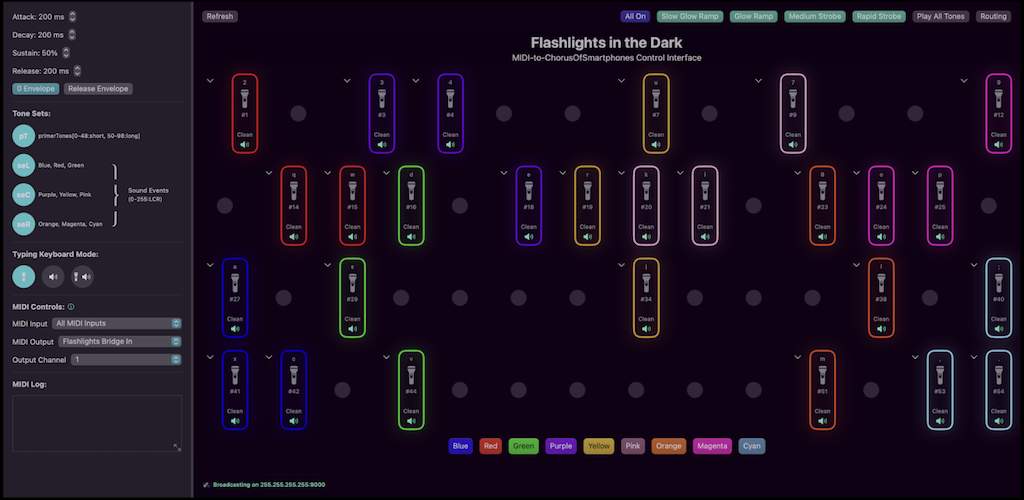 Attack: 200 ms
Decay: 200 ms
Sustain: 50%
Release: 200 ms
0 Envelope Release Envelope
Tone Sets:
pT primerTones[0-48:short, 50-98:long]
seL Blue, Red, Green
seC Purple, Yellow, Pink
Sound Events
(0-255:LCR)
seR Orange, Magenta, Cyan
Typing Keyboard Mode:
MIDI Controls:
MIDI Input All MIDI Inputs
MIDI Output Flashlights Bridge In
Output Channel 1
MIDI Log:
Refresh All On Slow Glow Ramp Glow Ramp Medium Strobe Rapid Strobe Play All Tones Routing
Flashlights in the Dark
MIDI-to-ChorusOfSmartphones Control Interface
2 3 4 u 7 9
#1 #3 #4 #7 #9 #12
Clean Clean Clean Clean Clean Clean
q w d e r k l 8 o p
#14 #15 #16 #18 #19 #20 #21 #23 #24 #25
Clean Clean Clean Clean Clean Clean Clean Clean Clean Clean
a s j i ;
#27 #29 #34 #38 #40
Clean Clean Clean Clean Clean
x c v m , .
#41 #42 #44 #51 #53 #54
Clean Clean Clean Clean Clean Clean
Blue Red Green Purple Yellow Pink Orange Magenta Cyan
Broadcasting on 255.255.255.255:9000